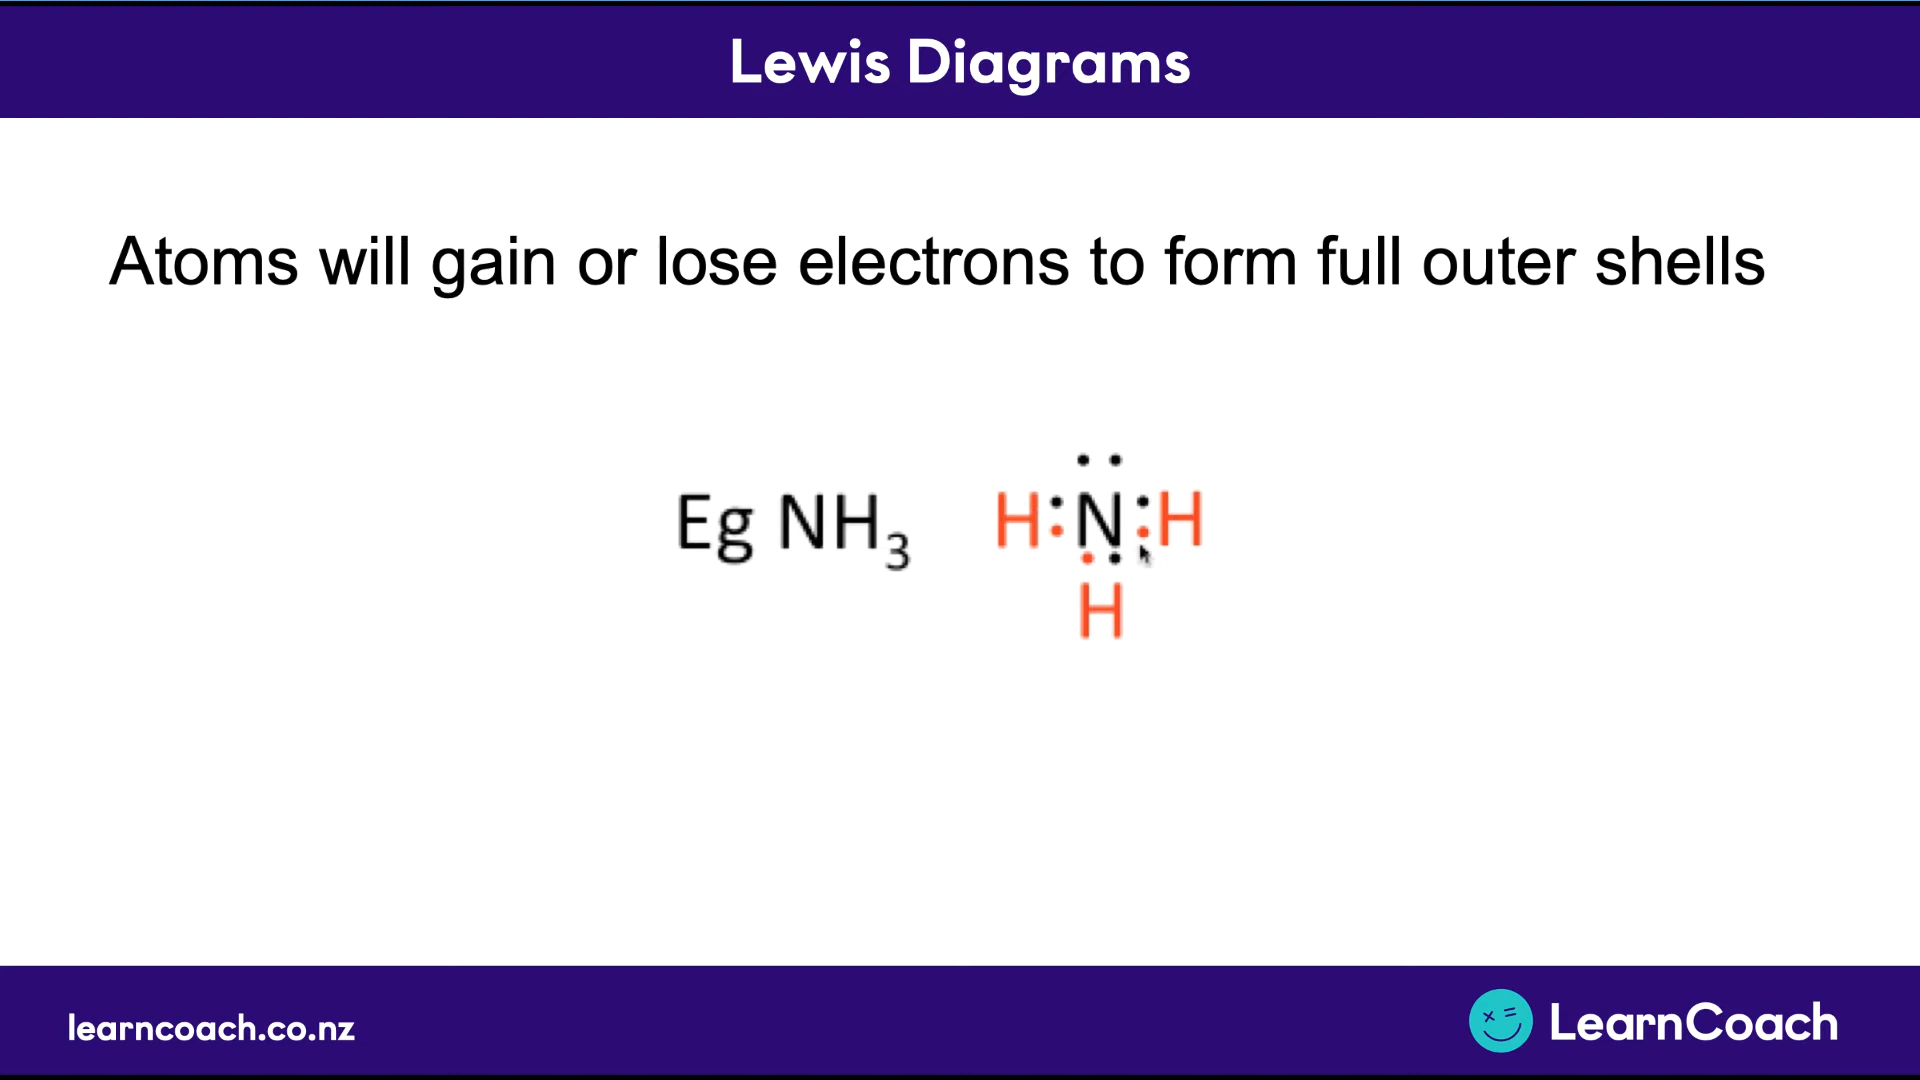 Lewis Diagrams
Atoms will gain or lose electrons to form full outer shells
Eg NH₃ H:N:H
H
learncoach.co.nz
LearnCoach